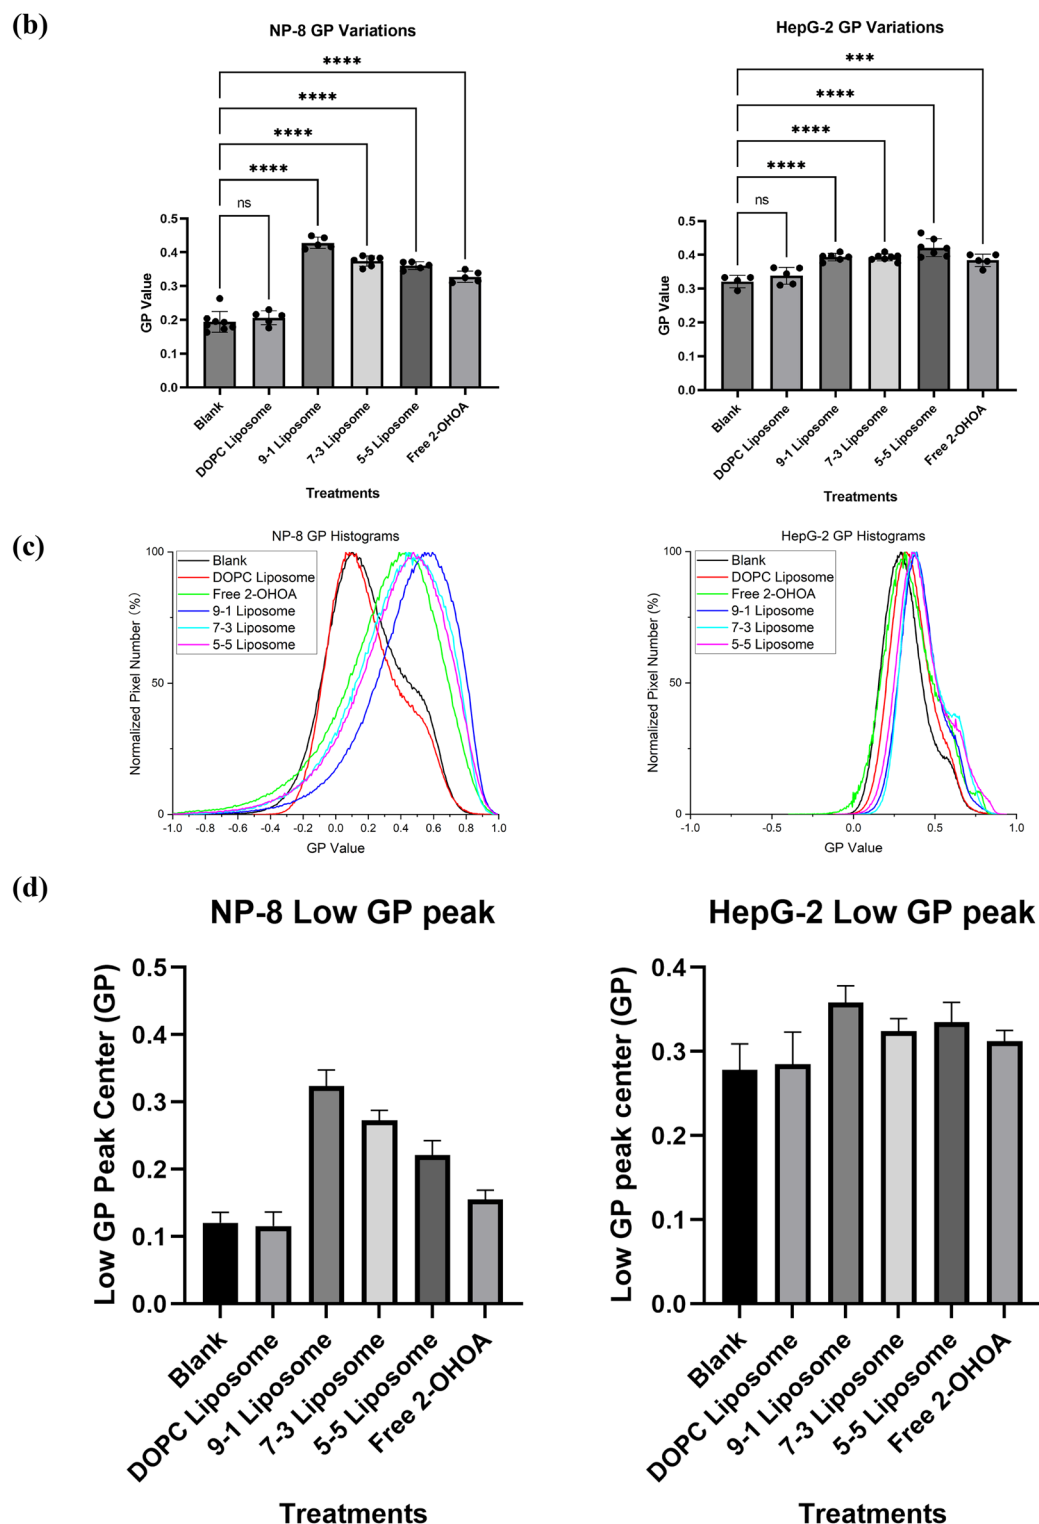 (b)
NP-8 GP Variations
****
****
****
****
ns
GP Value
0.5
0.4
0.3
0.2
0.1
0.0
Blank
DOPC Liposome
9-1 Liposome
7-3 Liposome
5-5 Liposome
Free 2-OHOA
Treatments
HepG-2 GP Variations
***
****
****
****
ns
GP Value
0.5
0.4
0.3
0.2
0.1
0.0
Blank
DOPC Liposome
9-1 Liposome
7-3 Liposome
5-5 Liposome
Free 2-OHOA
Treatments
(c)
NP-8 GP Histograms
Normalized Pixel Number (%)
100
50
0
Blank
DOPC Liposome
Free 2-OHOA
9-1 Liposome
7-3 Liposome
5-5 Liposome
-1.0 -0.8 -0.6 -0.4 -0.2 0.0 0.2 0.4 0.6 0.8 1.0
GP Value
HepG-2 GP Histograms
Normalized Pixel Number (%)
100
50
0
Blank
DOPC Liposome
Free 2-OHOA
9-1 Liposome
7-3 Liposome
5-5 Liposome
-1.0 -0.5 0.0 0.5 1.0
GP Value
(d)
NP-8 Low GP peak
Low GP Peak Center (GP)
0.5
0.4
0.3
0.2
0.1
0.0
Blank
DOPC Liposome
9-1 Liposome
7-3 Liposome
5-5 Liposome
Free 2-OHOA
Treatments
HepG-2 Low GP peak
Low GP peak center (GP)
0.4
0.3
0.2
0.1
0.0
Blank
DOPC Liposome
9-1 Liposome
7-3 Liposome
5-5 Liposome
Free 2-OHOA
Treatments